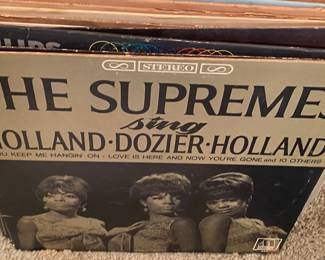 STEREO
HE SUPREMES
sing
HOLLAND·DOZIER·HOLLAND
U KEEP ME HANGIN' ON - LOVE IS HERE AND NOW YOU'RE GONE and 10 OTHERS